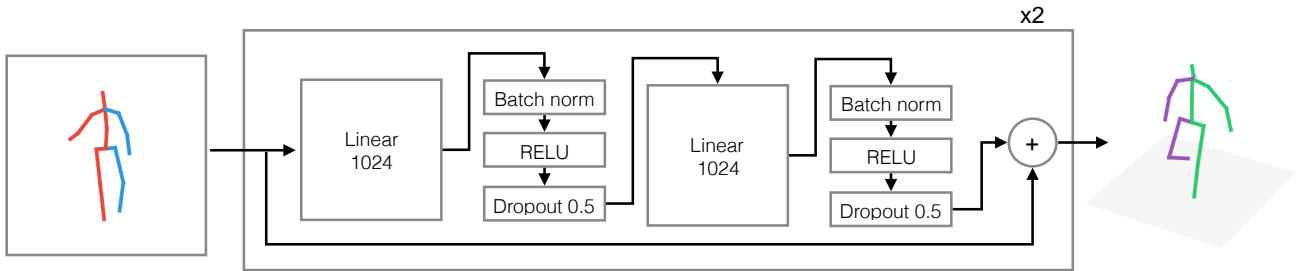 x2
Linear
1024
Batch norm
RELU
Dropout 0.5
Linear
1024
Batch norm
RELU
Dropout 0.5
+